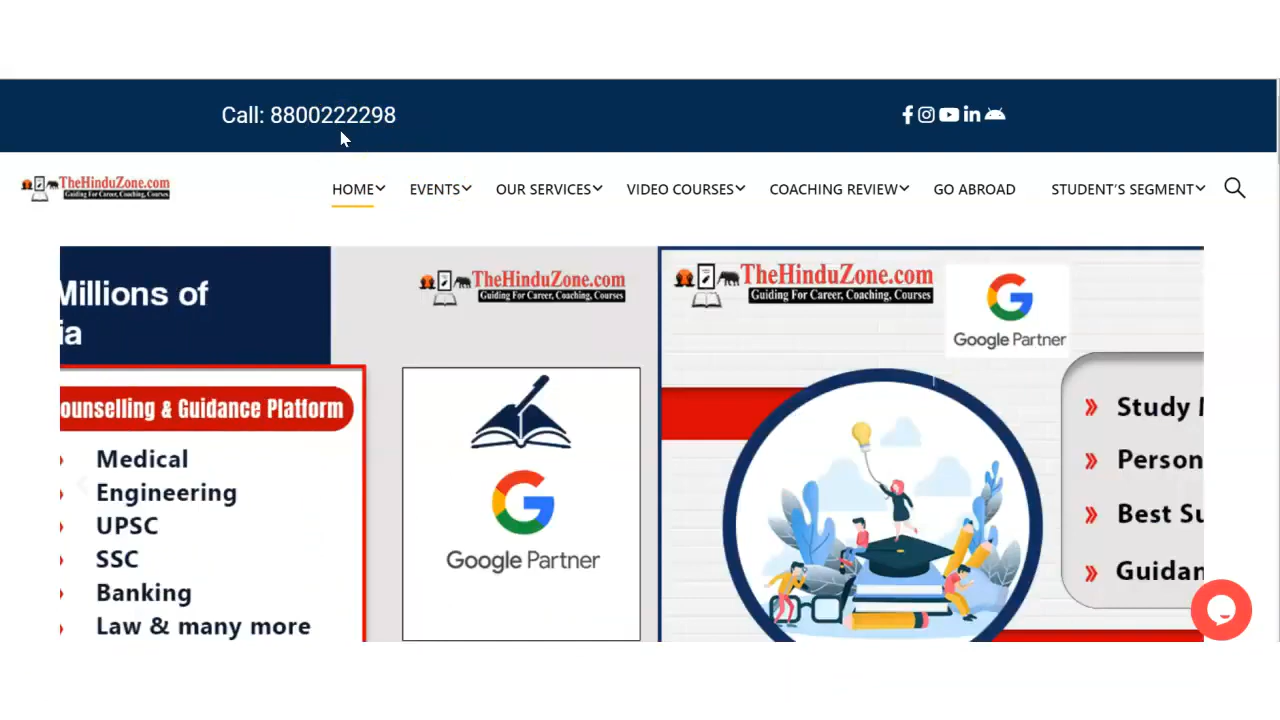 Call: 8800222298
TheHinduZone.com
Guiding For Career, Coaching, Courses
HOME EVENTS OUR SERVICES VIDEO COURSES COACHING REVIEW GO ABROAD STUDENT'S SEGMENT
Millions of
ia
ounselling & Guidance Platform
Medical
Engineering
UPSC
SSC
Banking
Law & many more
TheHinduZone.com
Guiding For Career, Coaching, Courses
Google Partner
TheHinduZone.com
Guiding For Career, Coaching, Courses
Google Partner
Study
Person
Best Su
Guidan